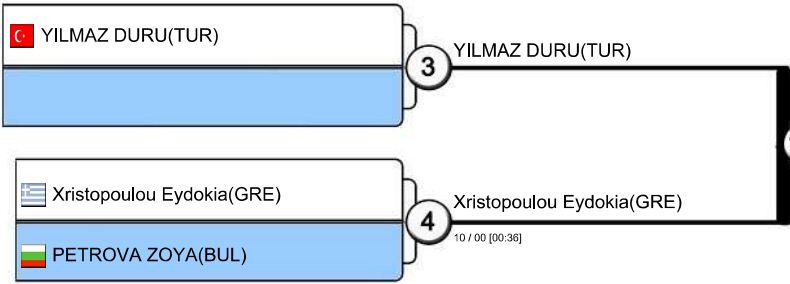 YILMAZ DURU(TUR)
3
YILMAZ DURU(TUR)
Xristopoulou Eydokia(GRE)
4
Xristopoulou Eydokia(GRE)
10 / 00 [00:36]
PETROVA ZOYA(BUL)